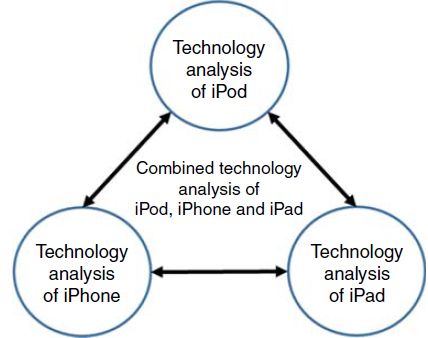 Technology
analysis
of iPod
Combined technology
analysis of
iPod, iPhone and iPad
Technology
analysis
of iPhone
Technology
analysis
of iPad